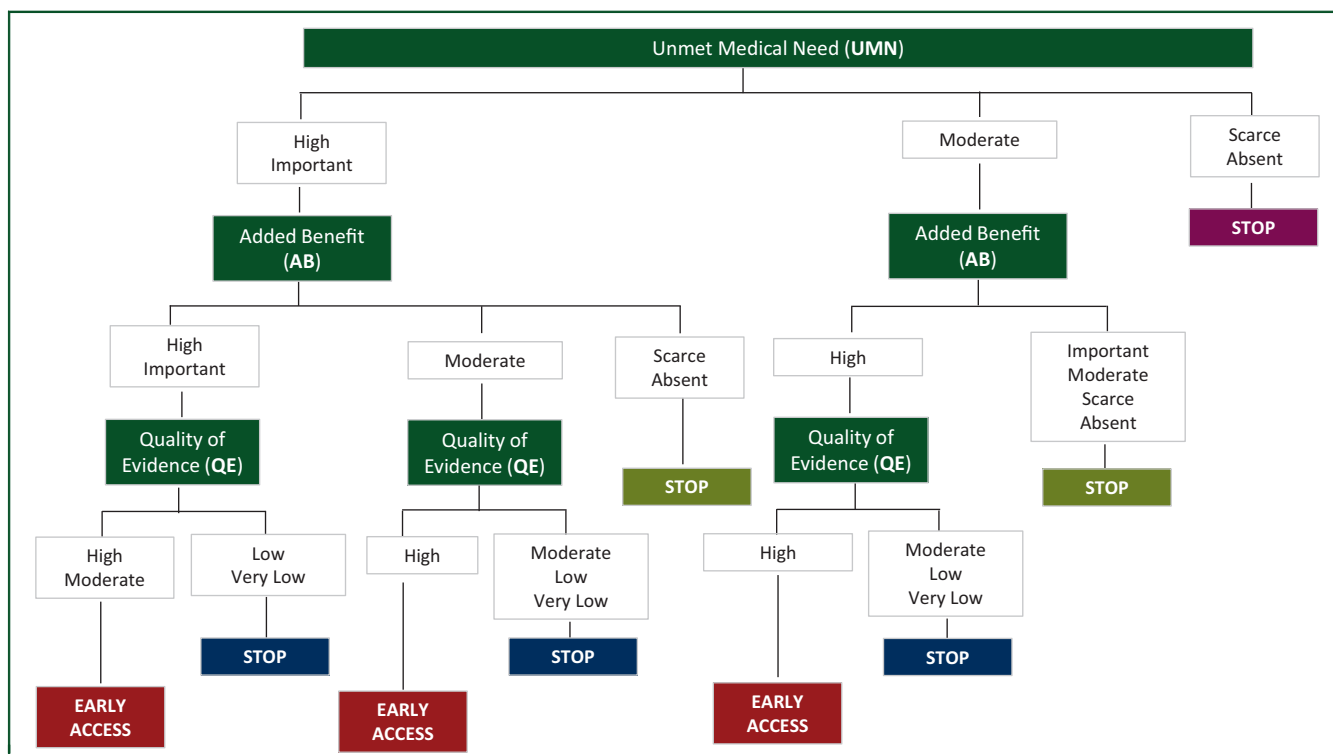 Unmet Medical Need (UMN)
High
Important
Moderate
Scarce
Absent
Added Benefit
(AB)
Added Benefit
(AB)
STOP
High
Important
Moderate
Scarce
Absent
High
Important
Moderate
Scarce
Absent
Quality of
Evidence (QE)
Quality of
Evidence (QE)
STOP
Quality of
Evidence (QE)
STOP
High
Moderate
Low
Very Low
High
Moderate
Low
Very Low
High
Moderate
Low
Very Low
STOP
STOP
STOP
EARLY
ACCESS
EARLY
ACCESS
EARLY
ACCESS